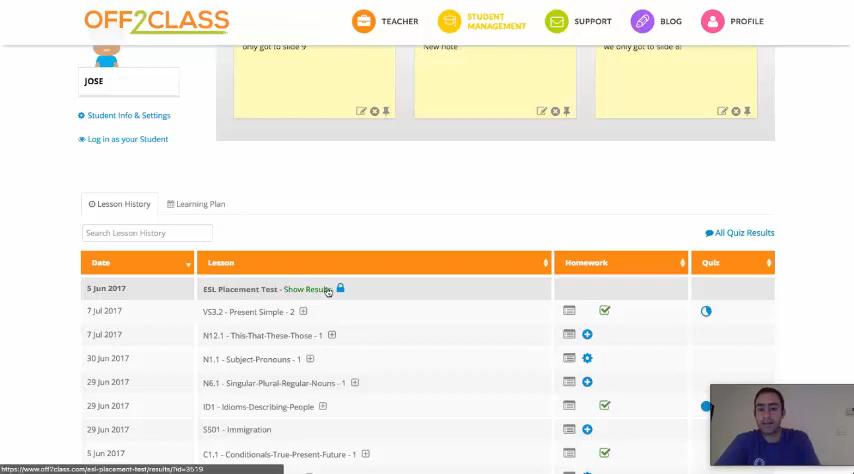 OFF2CLASS
TEACHER
STUDENT
MANAGEMENT
SUPPORT
BLOG
PROFILE
only got to slide 9
New note
we only got to slide 8!
JOSE
Student Info & Settings
Log in as your Student
Lesson History
Learning Plan
Search Lesson History
All Quiz Results
Date Lesson Homework Quiz
5 Jun 2017 ESL Placement Test - Show Results
7 Jul 2017 VS3.2 - Present Simple - 2
7 Jul 2017 N12.1 - This-That-These-Those - 1
30 Jun 2017 N1.1 - Subject-Pronouns - 1
29 Jun 2017 N6.1 - Singular-Plural-Regular-Nouns - 1
29 Jun 2017 ID1 - Idioms-Describing-People
29 Jun 2017 SS01 - Immigration
5 Jun 2017 C1.1 - Conditionals-True-Present-Future - 1
https://www.off2class.com/esl-placement-test/results/?id=3519